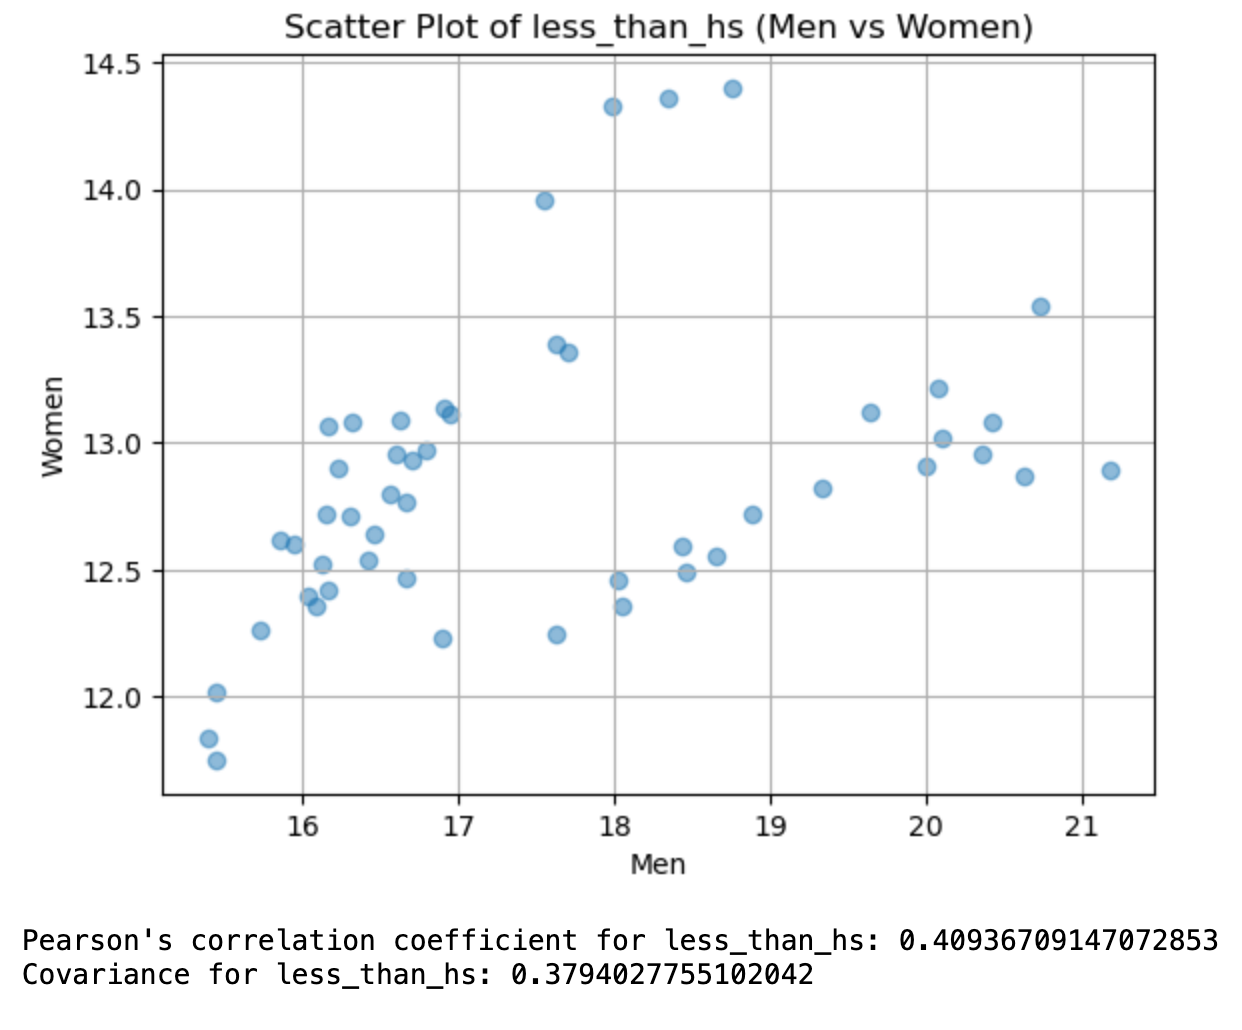 Scatter Plot of less_than_hs (Men vs Women)
14.5
14.0
13.5
13.0
12.5
12.0
Women
16 17 18 19 20 21
Men
Pearson's correlation coefficient for less_than_hs: 0.40936709147072853
Covariance for less_than_hs: 0.3794027755102042